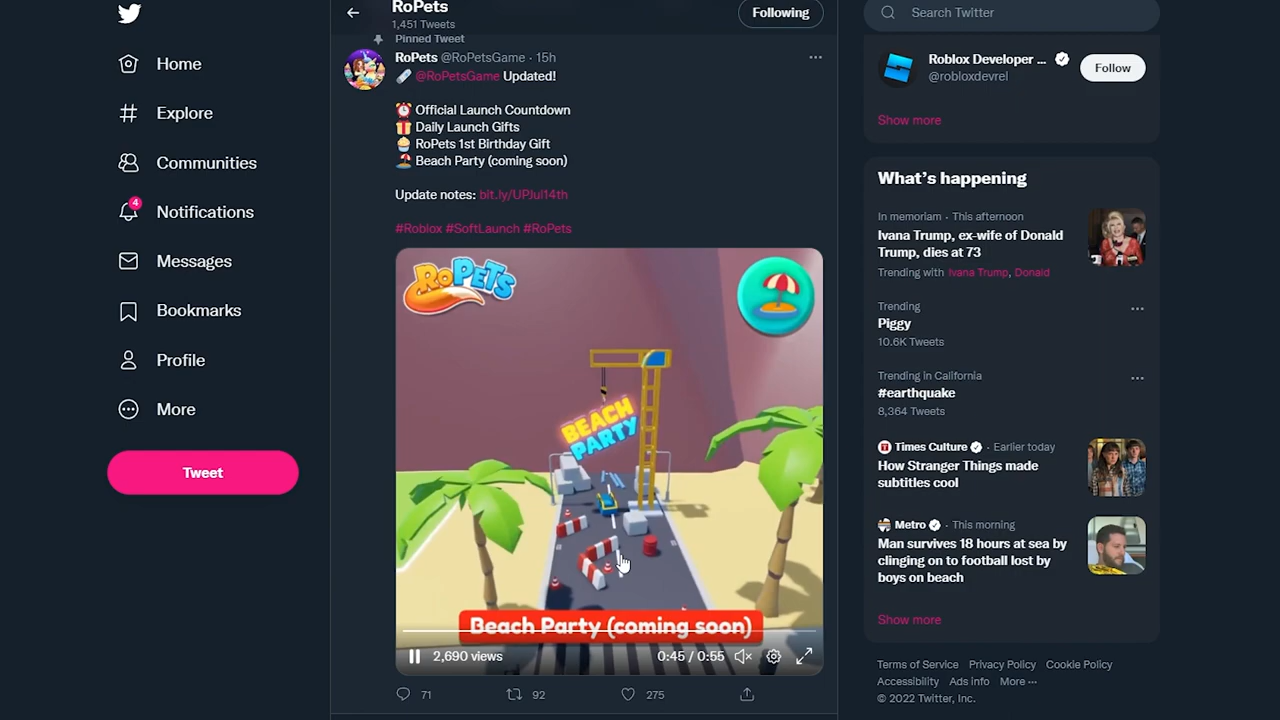 Home
Explore
Communities
4
Notifications
Messages
Bookmarks
Profile
More
Tweet
RoPets
1,451 Tweets
Following
Pinned Tweet
RoPets @RoPetsGame · 15h
@RoPetsGame Updated!
Official Launch Countdown
Daily Launch Gifts
RoPets 1st Birthday Gift
Beach Party (coming soon)
Update notes: bit.ly/UPJul14th
#Roblox #SoftLaunch #RoPets
ROPETS
BEACH
PARTY
Beach Party (coming soon)
2,690 views
0:45 / 0:55
71
92
275
Search Twitter
Roblox Developer ...
@robloxdevrel
Follow
Show more
What's happening
In memoriam · This afternoon
Ivana Trump, ex-wife of Donald
Trump, dies at 73
Trending with Ivana Trump, Donald
Trending
Piggy
10.6K Tweets
Trending in California
#earthquake
8,364 Tweets
Times Culture · Earlier today
How Stranger Things made
subtitles cool
Metro · This morning
Man survives 18 hours at sea by
clinging on to football lost by
boys on beach
Show more
Terms of Service Privacy Policy Cookie Policy
Accessibility Ads info More ···
© 2022 Twitter, Inc.